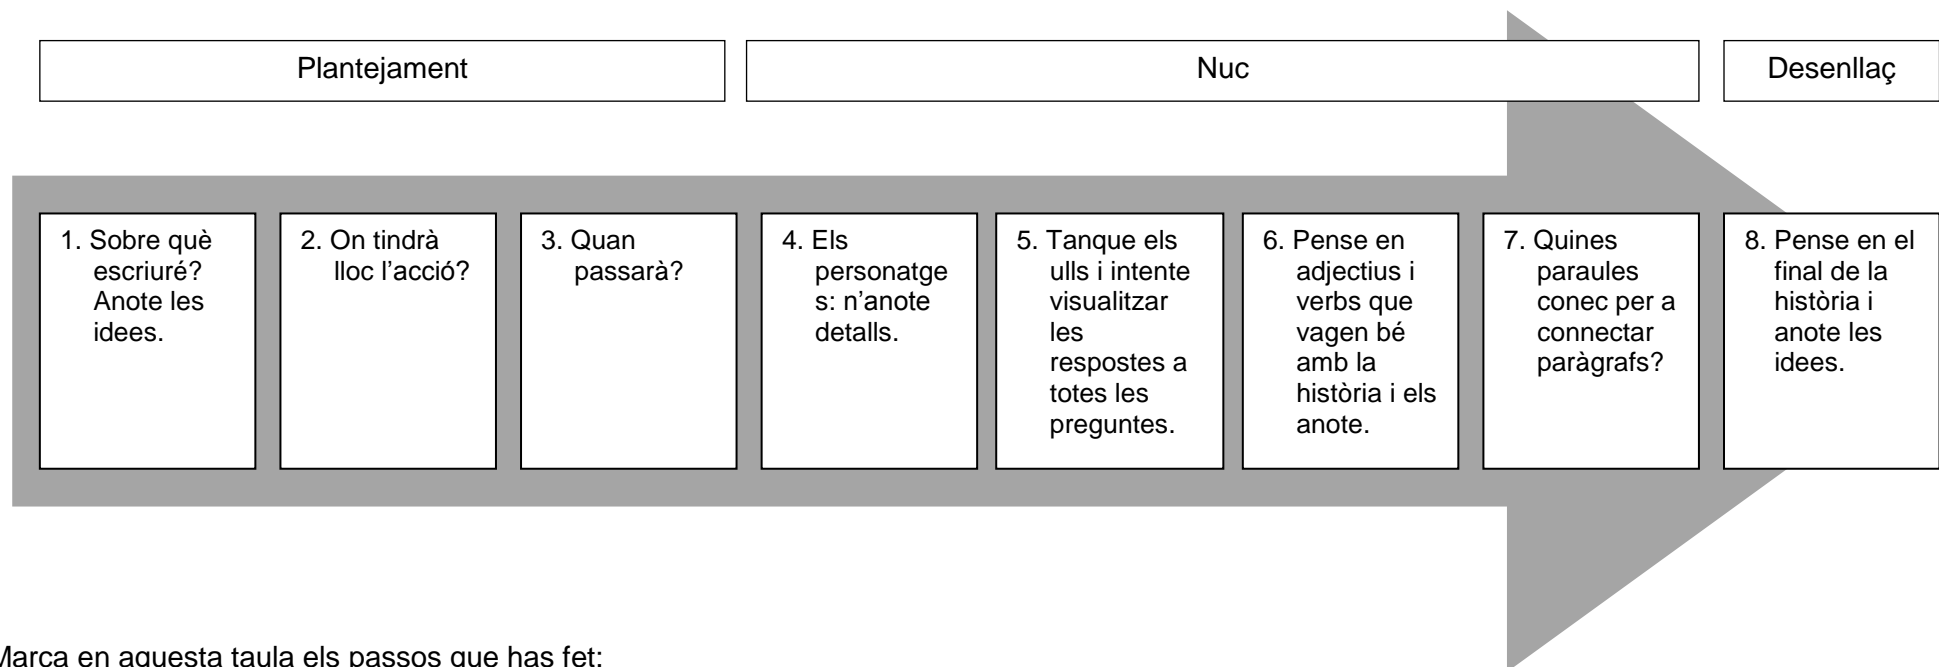 Plantejament
Nuc
Desenllaç
1. Sobre què
escriuré?
Anote les
idees.
2. On tindrà
lloc l’acció?
3. Quan
passarà?
4. Els
personatge
s: n’anote
detalls.
5. Tanque els
ulls i intente
visualitzar
les
respostes a
totes les
preguntes.
6. Pense en
adjectius i
verbs que
vagen bé
amb la
història i els
anote.
7. Quines
paraules
conec per a
connectar
paràgrafs?
8. Pense en el
final de la
història i
anote les
idees.
Marca en aquesta taula els passos que has fet: